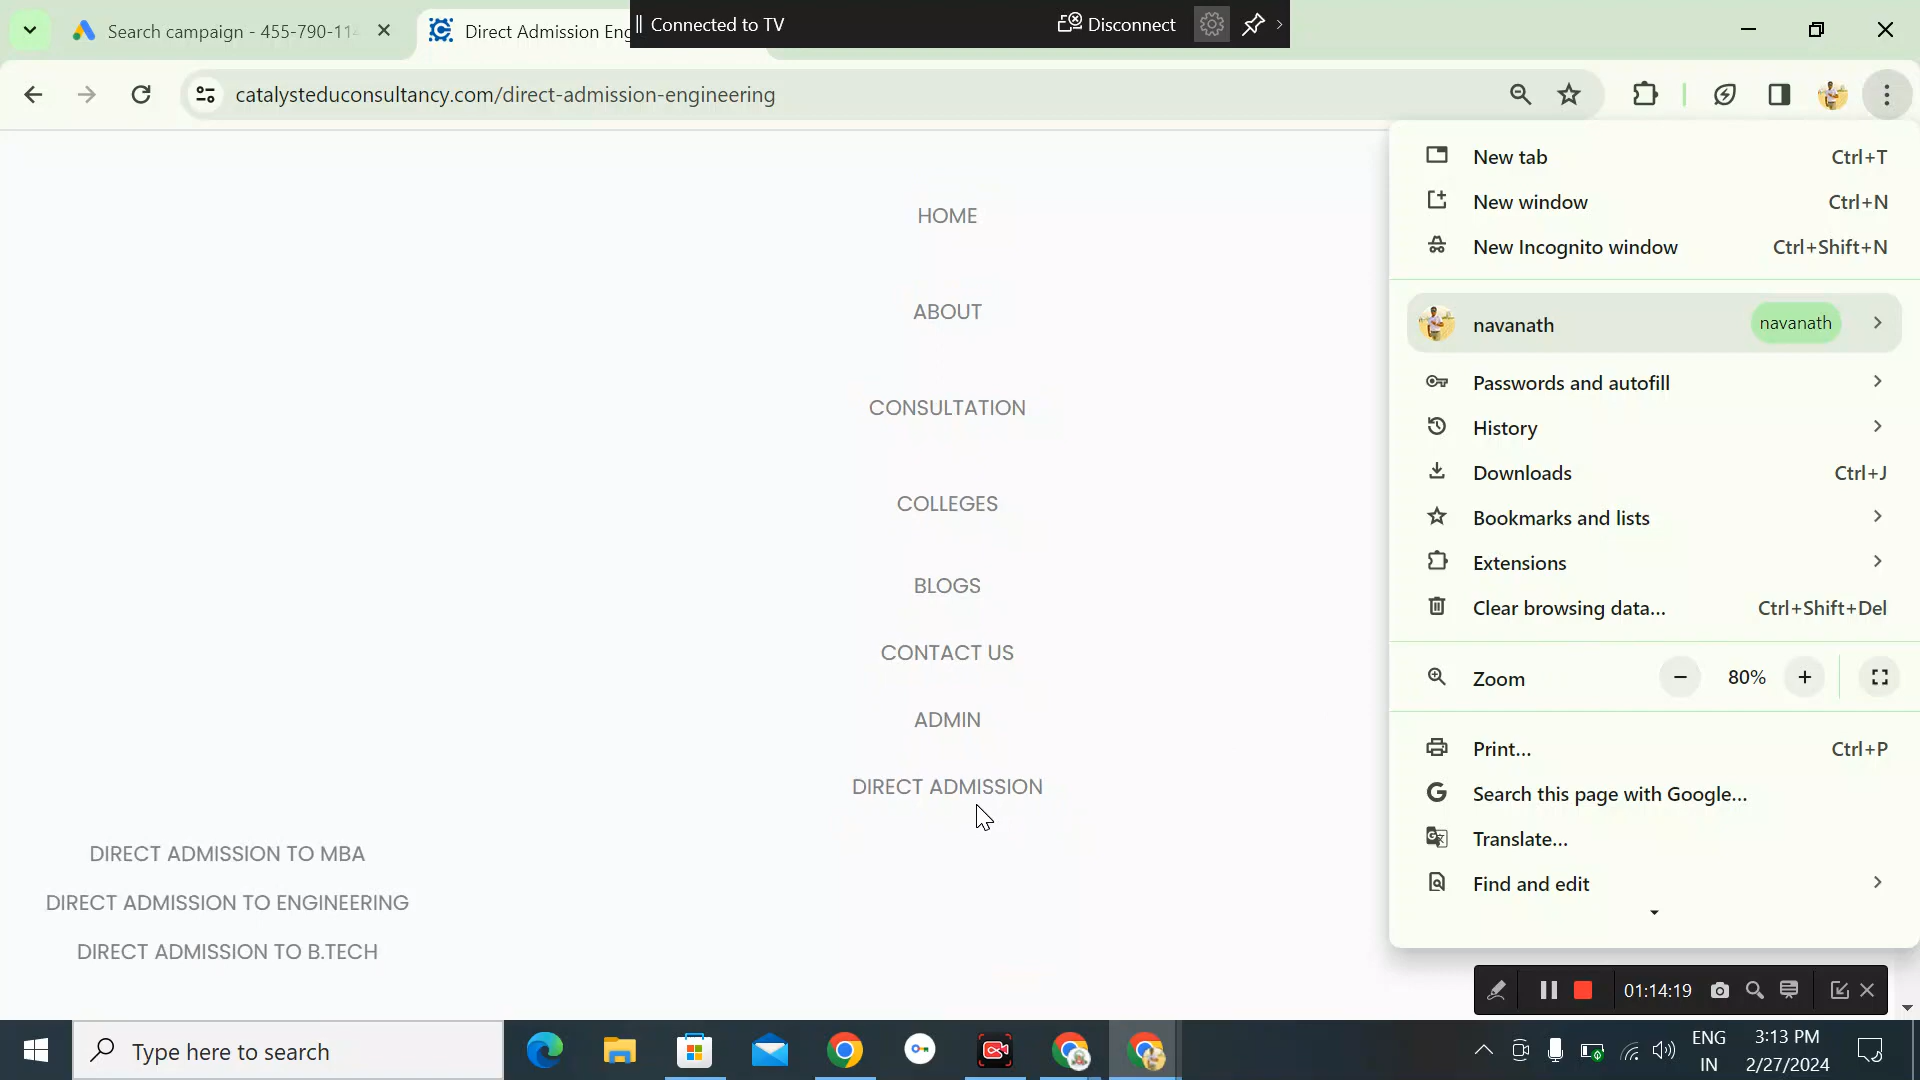 Search campaign - 455-790-114
Direct Admission Eng
Connected to TV
Disconnect
catalysteduconsultancy.com/direct-admission-engineering
HOME
ABOUT
CONSULTATION
COLLEGES
BLOGS
CONTACT US
ADMIN
DIRECT ADMISSION
DIRECT ADMISSION TO MBA
DIRECT ADMISSION TO ENGINEERING
DIRECT ADMISSION TO B.TECH
New tab Ctrl+T
New window Ctrl+N
New Incognito window Ctrl+Shift+N
navanath navanath
Passwords and autofill
History
Downloads Ctrl+J
Bookmarks and lists
Extensions
Clear browsing data... Ctrl+Shift+Del
Zoom − 80% +
Print... Ctrl+P
Search this page with Google...
Translate...
Find and edit
01:14:19
Type here to search
ENG
IN
3:13 PM
2/27/2024